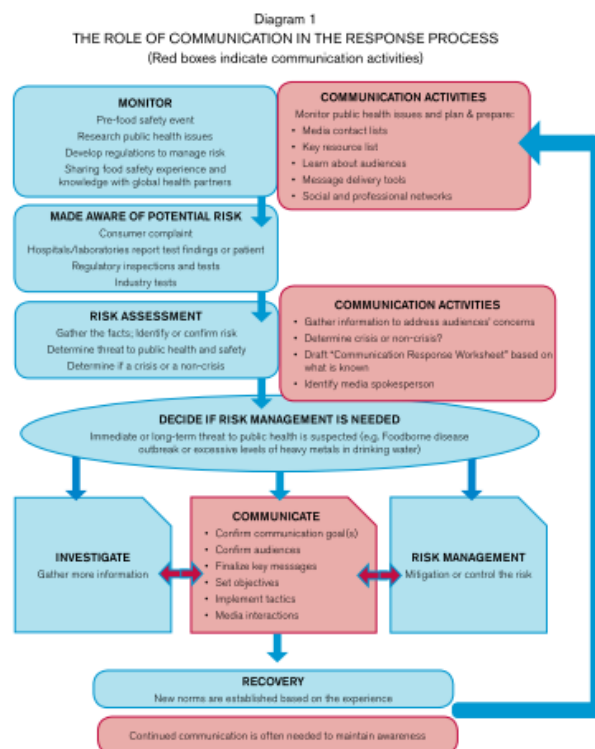 Diagram 1
THE ROLE OF COMMUNICATION IN THE RESPONSE PROCESS
(Red boxes indicate communication activities)
MONITOR
Pre-food safety event
Research public health issues
Develop regulations to manage risk
Sharing food safety experience and
knowledge with global health partners
COMMUNICATION ACTIVITIES
Monitor public health issues and plan & prepare:
• Media contact lists
• Key resource list
• Learn about audiences
• Message delivery tools
• Social and professional networks
MADE AWARE OF POTENTIAL RISK
Consumer complaint
Hospitals/laboratories report test findings or patient
Regulatory inspections and tests
Industry tests
RISK ASSESSMENT
Gather the facts; Identify or confirm risk
Determine threat to public health and safety
Determine if a crisis or a non-crisis
COMMUNICATION ACTIVITIES
• Gather information to address audiences' concerns
• Determine crisis or non-crisis?
• Draft "Communication Response Worksheet" based on
what is known
• Identify media spokesperson
DECIDE IF RISK MANAGEMENT IS NEEDED
Immediate or long-term threat to public health is suspected (e.g. Foodborne disease
outbreak or excessive levels of heavy metals in drinking water)
INVESTIGATE
Gather more information
COMMUNICATE
• Confirm communication goal(s)
• Confirm audiences
• Finalize key messages
• Set objectives
• Implement tactics
• Media interactions
RISK MANAGEMENT
Mitigation or control the risk
RECOVERY
New norms are established based on the experience
Continued communication is often needed to maintain awareness